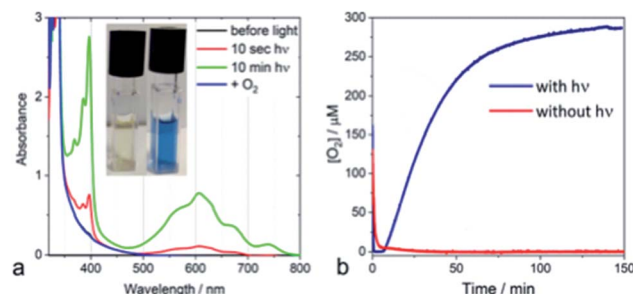 3
2
1
0
Absorbance
400 500 600 700 800
Wavelength / nm
before light
10 sec hν
10 min hν
+ O2
a
300
250
200
150
100
50
0
[O2] / µM
0 50 100 150
Time / min
with hν
without hν
b